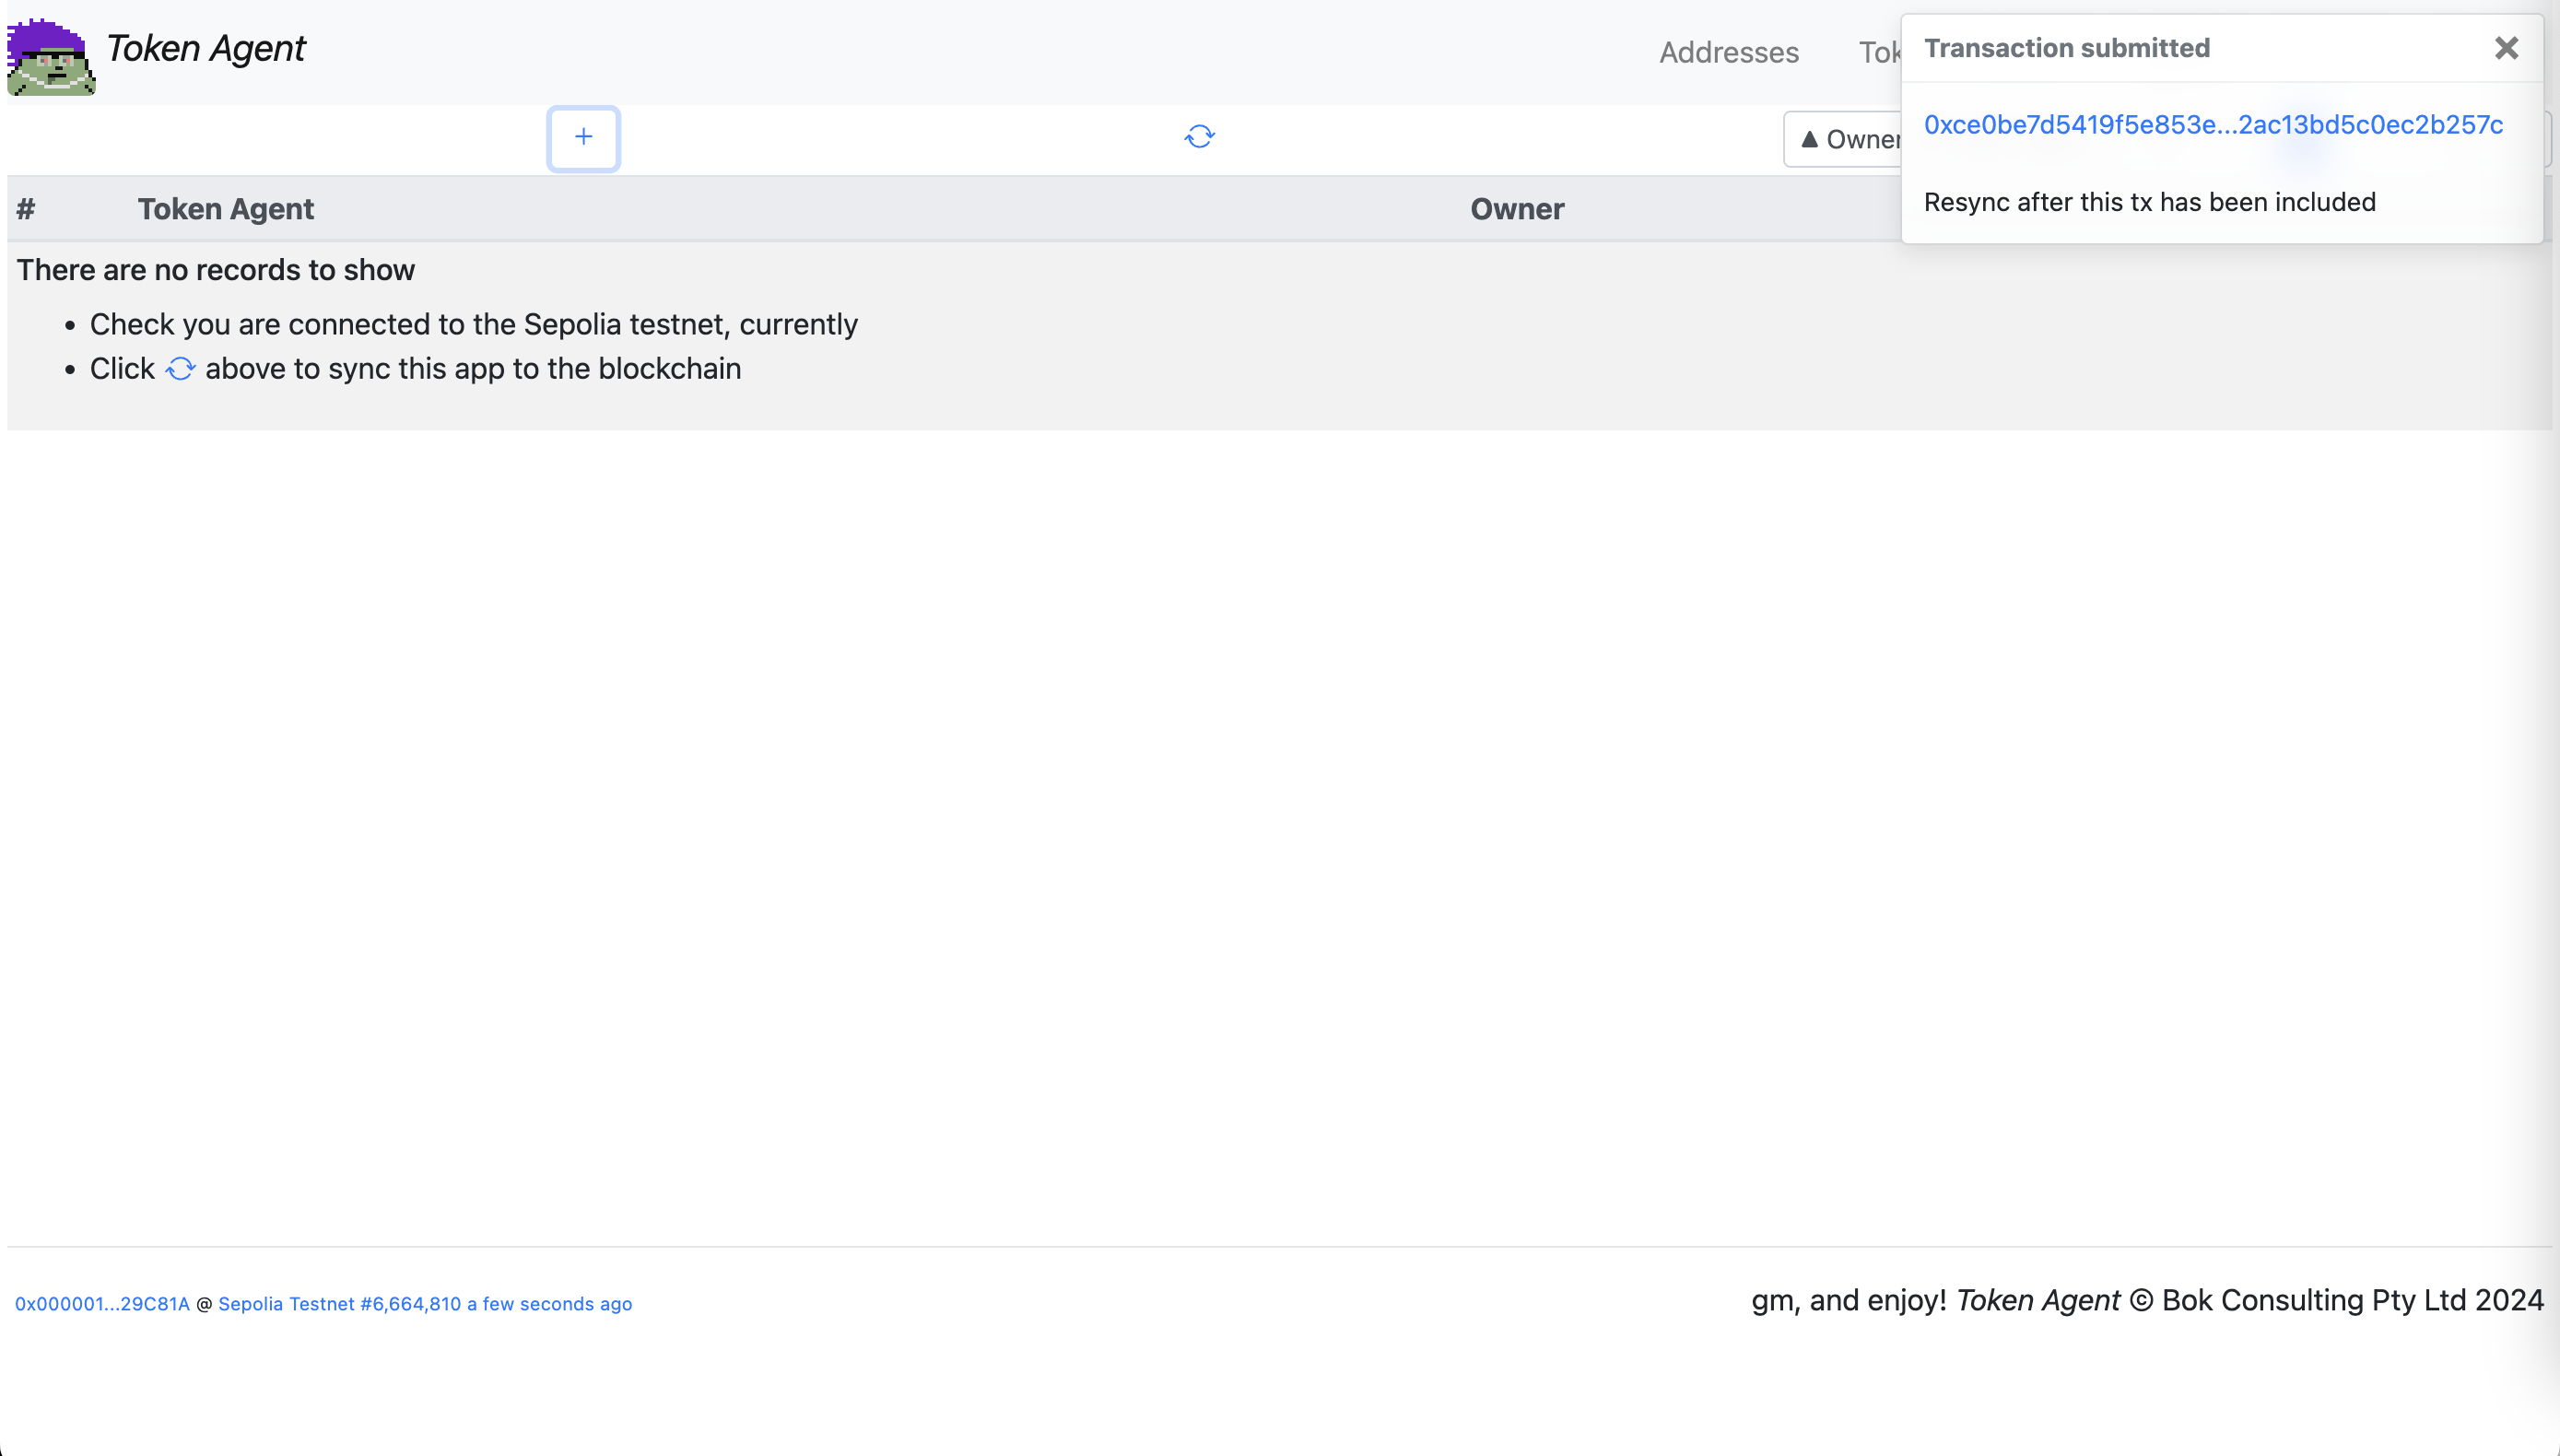 Token Agent
Addresses
Tok
Transaction submitted
0xce0be7d5419f5e853e...2ac13bd5c0ec2b257c
Resync after this tx has been included
+
▲ Owner
# Token Agent Owner
There are no records to show
• Check you are connected to the Sepolia testnet, currently
• Click above to sync this app to the blockchain
0x000001...29C81A @ Sepolia Testnet #6,664,810 a few seconds ago
gm, and enjoy! Token Agent © Bok Consulting Pty Ltd 2024